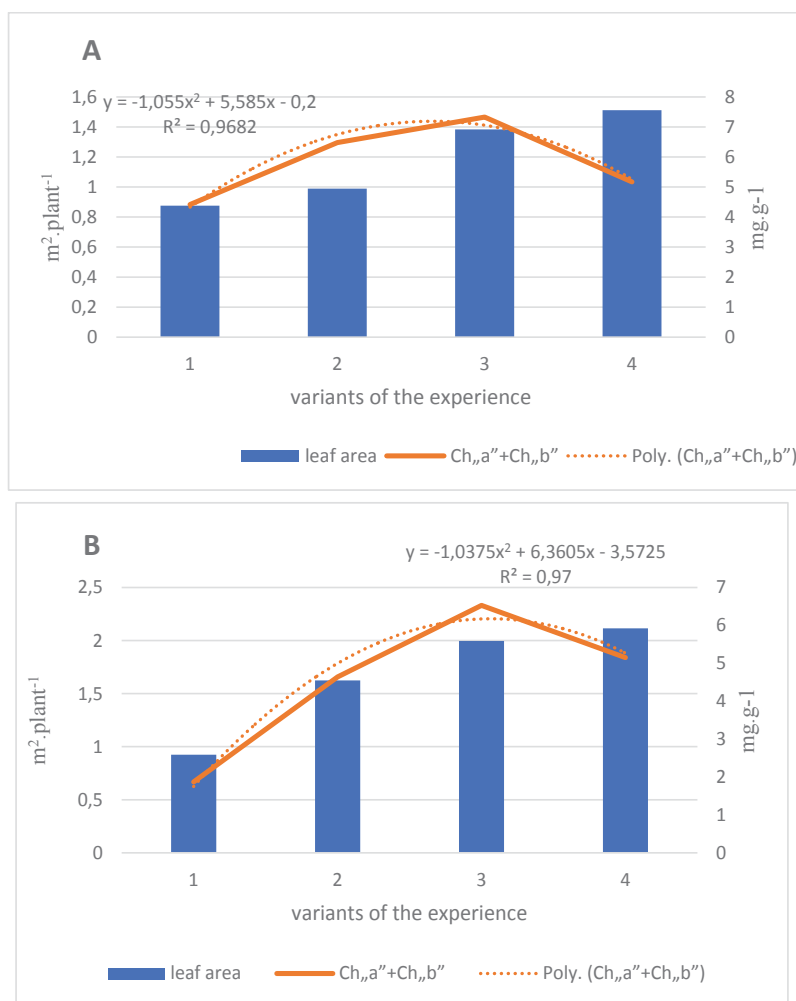 A
y = -1,055x² + 5,585x - 0,2
R² = 0,9682
1,6
1,4
1,2
1
0,8
0,6
0,4
0,2
0
8
7
6
5
4
3
2
1
0
m².plant⁻¹
mg.g-1
1 2 3 4
variants of the experience
leaf area Ch„a”+Ch„b” Poly. (Ch„a”+Ch„b”)
B
y = -1,0375x² + 6,3605x - 3,5725
R² = 0,97
2,5
2
1,5
1
0,5
0
7
6
5
4
3
2
1
0
m².plant⁻¹
mg.g-1
1 2 3 4
variants of the experience
leaf area Ch„a”+Ch„b” Poly. (Ch„a”+Ch„b”)